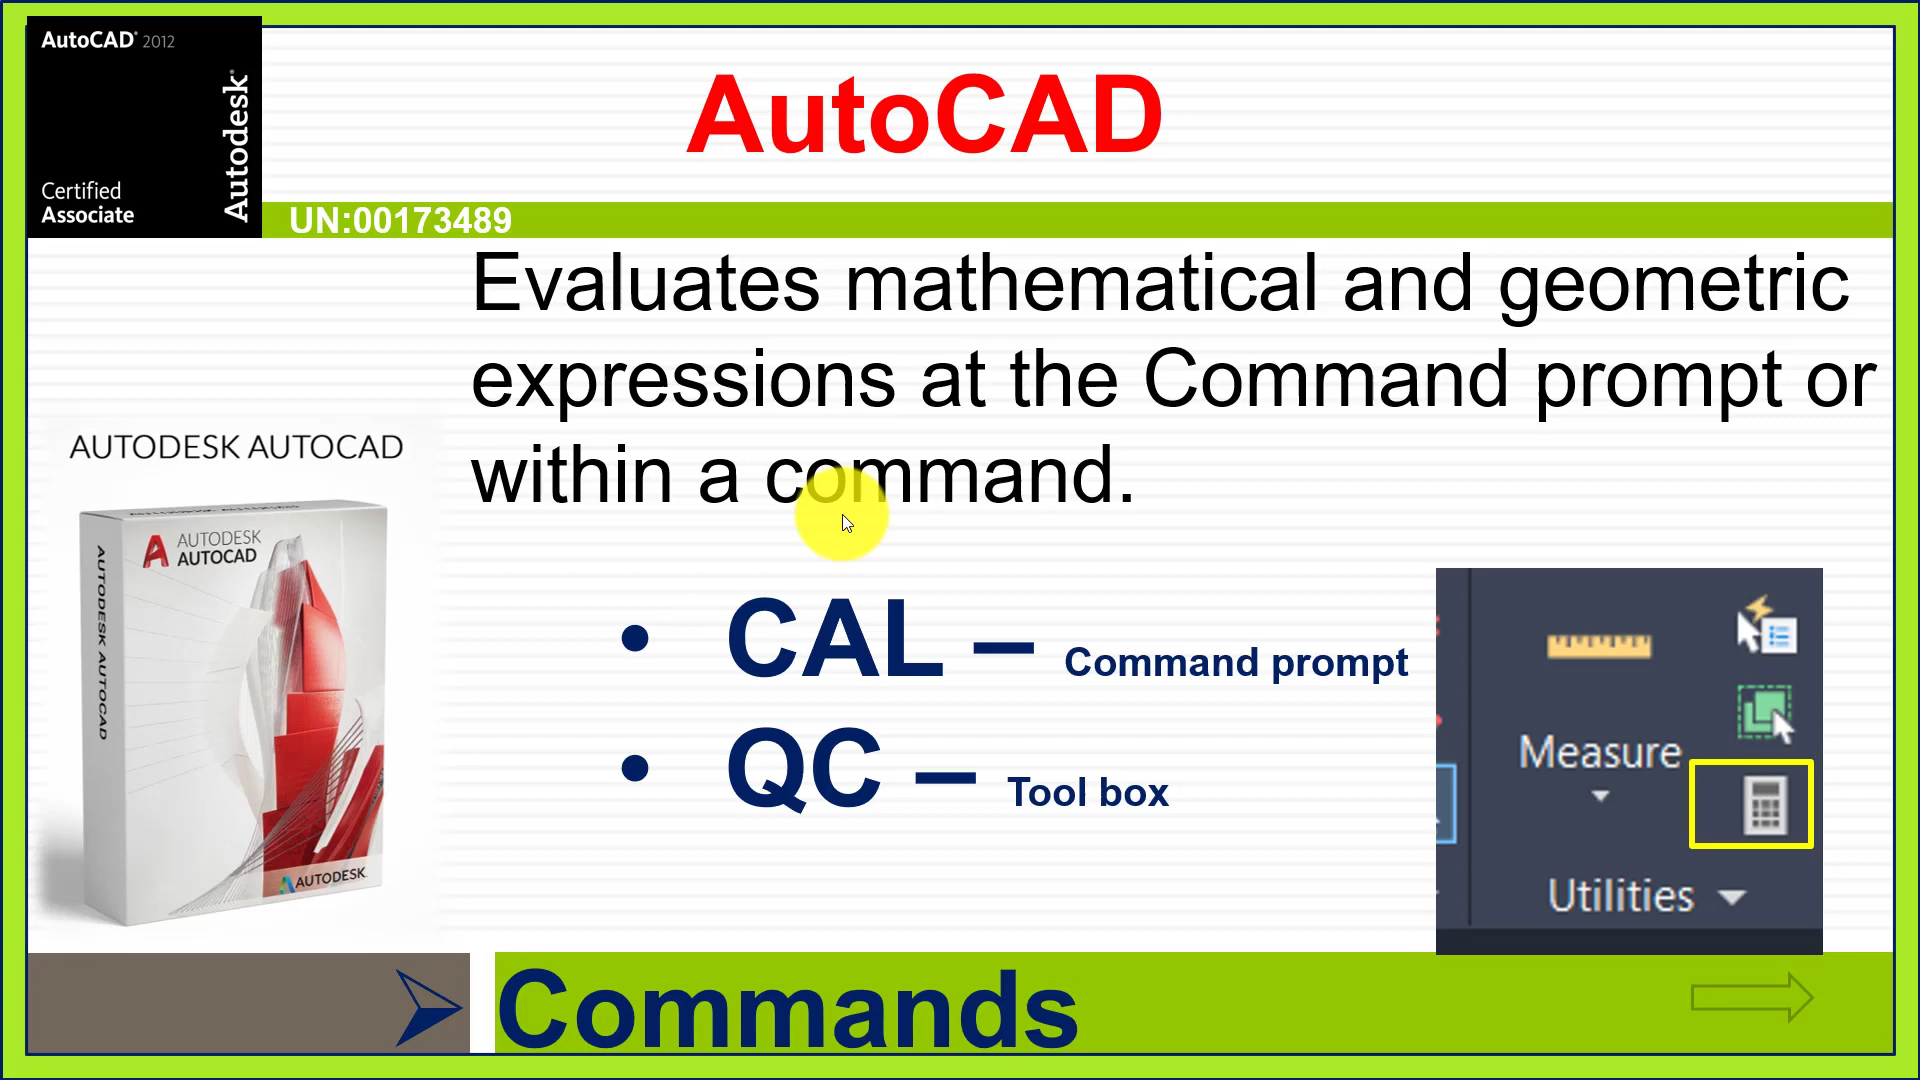 AutoCAD® 2012
Autodesk®
Certified
Associate
AutoCAD
UN:00173489
Evaluates mathematical and geometric
expressions at the Command prompt or
within a command.
AUTODESK AUTOCAD
AUTODESK
AUTOCAD
AUTODESK AUTOCAD
AUTODESK
• CAL – Command prompt
• QC – Tool box
Measure
Utilities
Commands